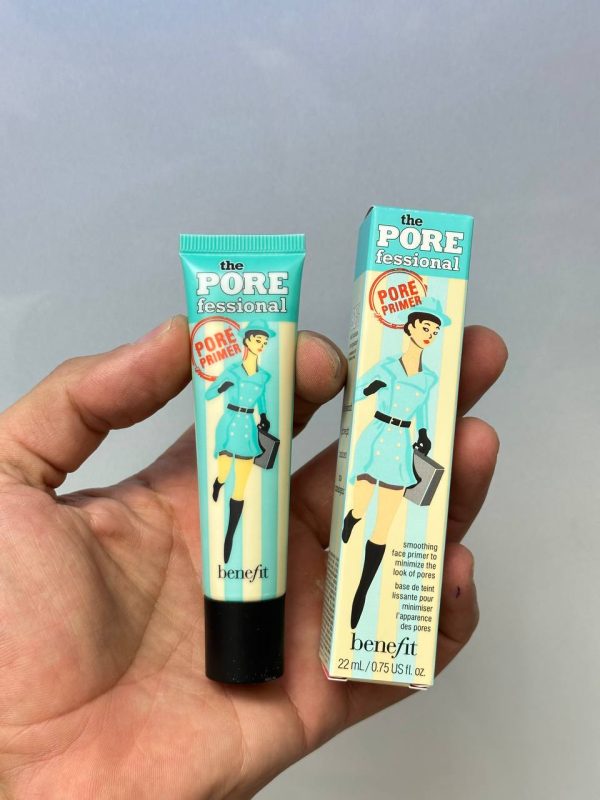 the
PORE
fessional
PORE
PRIMER
benefit
the
PORE
fessional
PORE
PRIMER
smoothing
face primer to
minimize the
look of pores
base de teint
lissante pour
minimiser
l'apparence
des pores
benefit
22 mL / 0.75 US fl. oz.